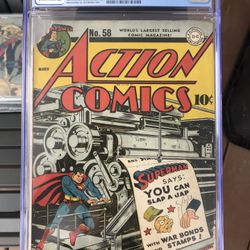 No. 58
WORLD'S LARGEST SELLING
COMIC MAGAZINE!
MARCH
ACTION
COMICS
10¢
SUPERMAN
SAYS:
YOU CAN
SLAP A JAP
WITH WAR BONDS
STAMPS!